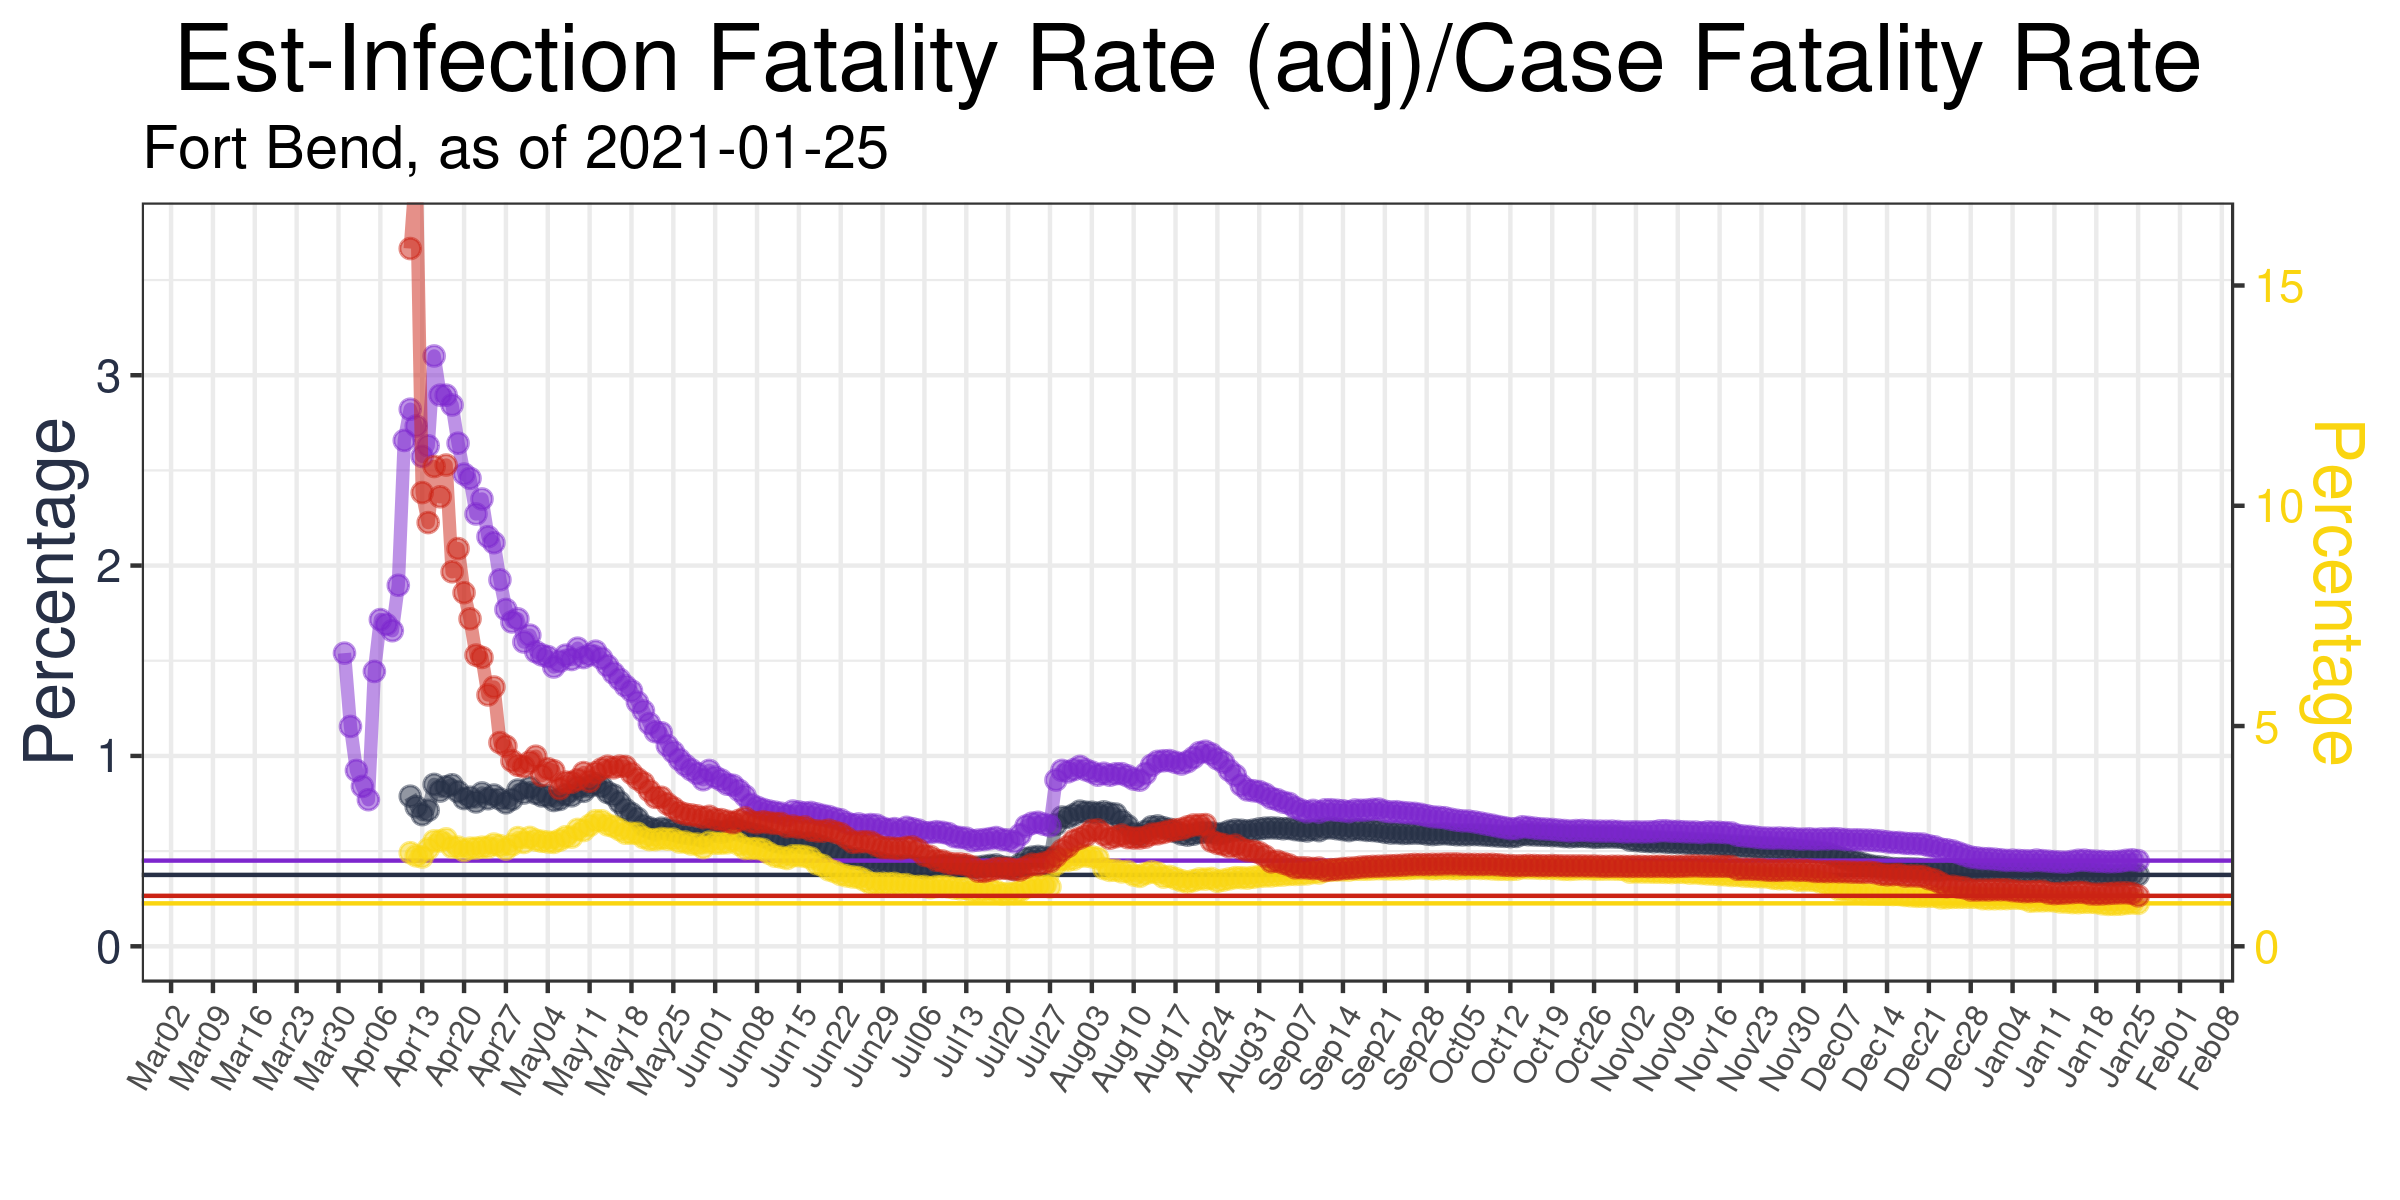 Est-Infection Fatality Rate (adj)/Case Fatality Rate
Fort Bend, as of 2021-01-25
Percentage
3
2
1
0
15
10
5
0
Percentage
Mar02 Mar09 Mar16 Mar23 Mar30 Apr06 Apr13 Apr20 Apr27 May04 May11 May18 May25 Jun01 Jun08 Jun15 Jun22 Jun29 Jul06 Jul13 Jul20 Jul27 Aug03 Aug10 Aug17 Aug24 Aug31 Sep07 Sep14 Sep21 Sep28 Oct05 Oct12 Oct19 Oct26 Nov02 Nov09 Nov16 Nov23 Nov30 Dec07 Dec14 Dec21 Dec28 Jan04 Jan11 Jan18 Jan25 Feb01 Feb08